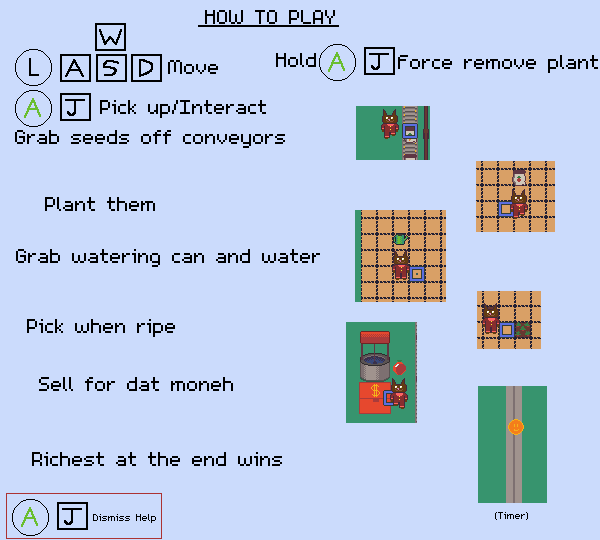 HOW TO PLAY
W
L A S D Move
Hold A J Force remove plant
A J Pick up/Interact
Grab seeds off conveyors
Plant them
Grab watering can and water
Pick when ripe
Sell for dat moneh
$
Richest at the end wins
A J Dismiss Help
(Timer)